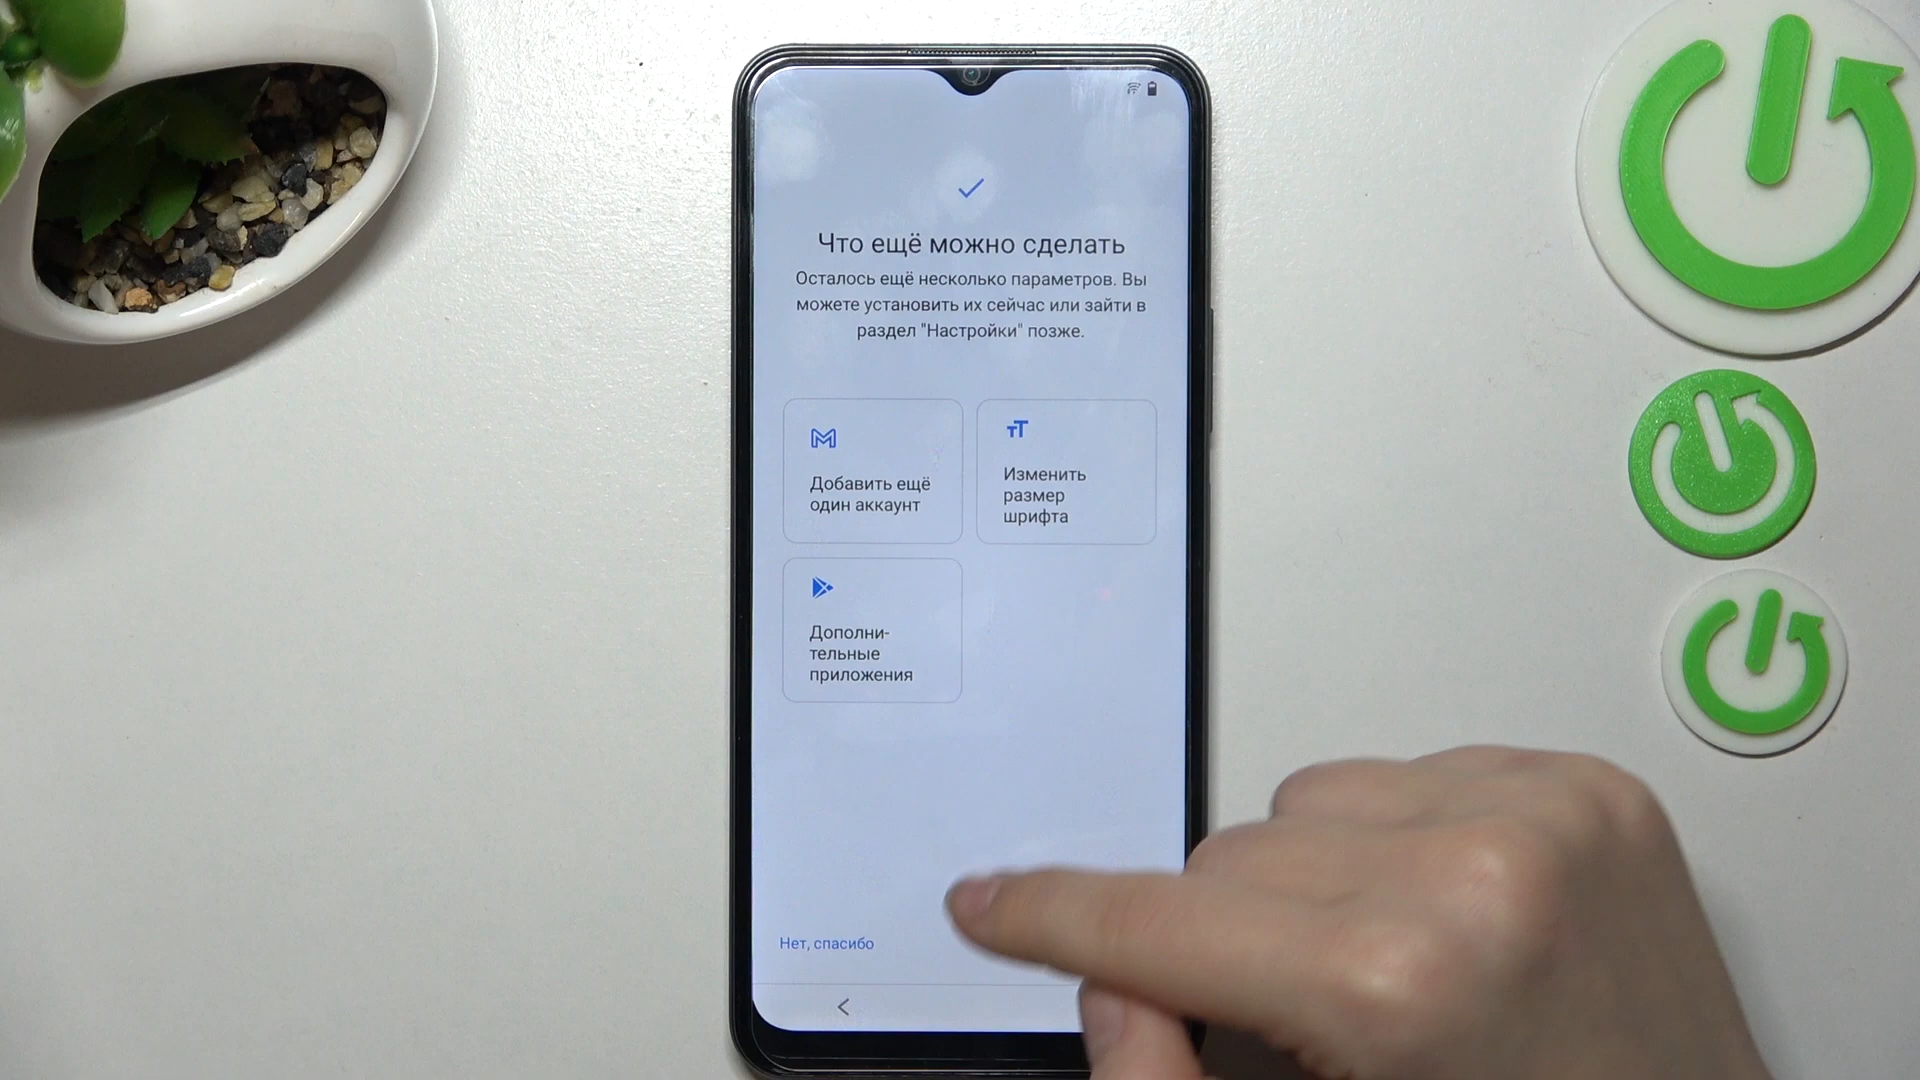 Что ещё можно сделать
Осталось ещё несколько параметров. Вы
можете установить их сейчас или зайти в
раздел "Настройки" позже.
Добавить ещё
один аккаунт
Изменить
размер
шрифта
Дополни-
тельные
приложения
Нет, спасибо